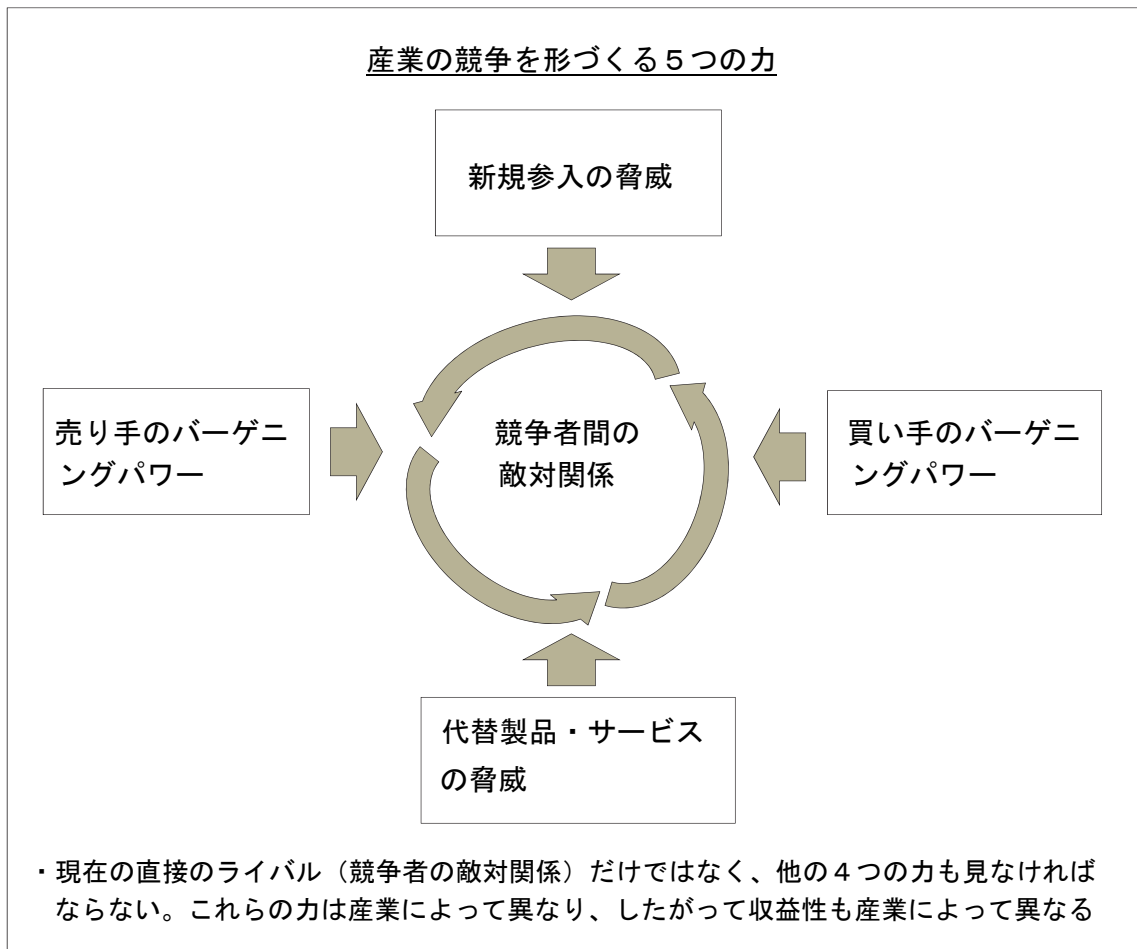 産業の競争を形づくる５つの力
新規参入の脅威
売り手のバーゲニ
ングパワー
競争者間の
敵対関係
買い手のバーゲニ
ングパワー
代替製品・サービス
の脅威
・現在の直接のライバル（競争者の敵対関係）だけではなく、他の４つの力も見なければ
ならない。これらの力は産業によって異なり、したがって収益性も産業によって異なる